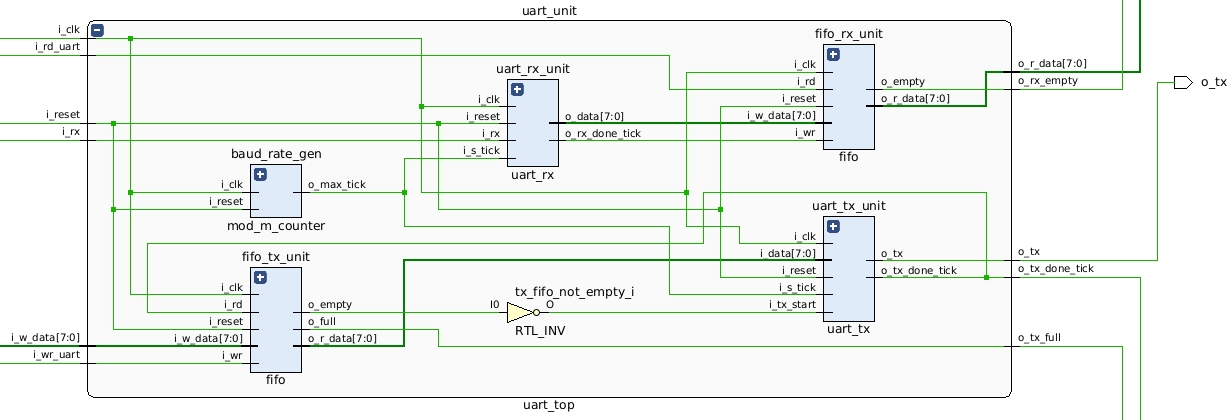 uart_unit
i_clk
i_rd_uart
i_reset
i_rx
i_w_data[7:0]
i_wr_uart
baud_rate_gen
i_clk
i_reset
o_max_tick
mod_m_counter
fifo_tx_unit
i_clk
i_rd
i_reset
i_w_data[7:0]
i_wr
o_empty
o_full
o_r_data[7:0]
fifo
uart_rx_unit
i_clk
i_reset
i_rx
i_s_tick
o_data[7:0]
o_rx_done_tick
uart_rx
tx_fifo_not_empty_i
I0
O
RTL_INV
fifo_rx_unit
i_clk
i_rd
i_reset
i_w_data[7:0]
i_wr
o_empty
o_r_data[7:0]
fifo
uart_tx_unit
i_clk
i_data[7:0]
i_reset
i_s_tick
i_tx_start
o_tx
o_tx_done_tick
uart_tx
o_r_data[7:0]
o_rx_empty
o_tx
o_tx_done_tick
o_tx_full
o_tx
uart_top